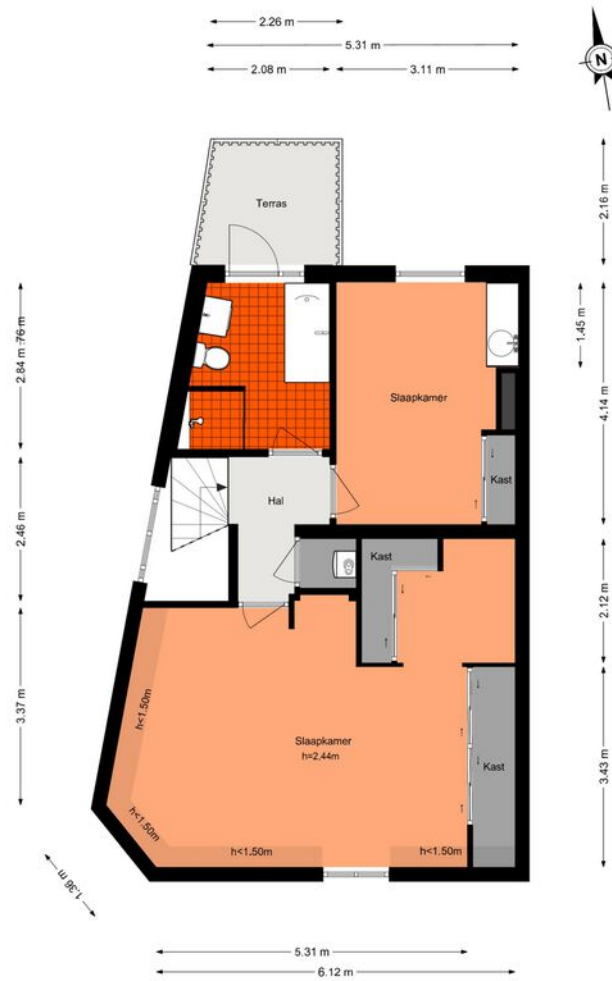 2.26 m
5.31 m
2.08 m
3.11 m
N
Terras
2.16 m
2.84 m
.76 m
1.45 m
Slaapkamer
4.14 m
Kast
Hal
2.46 m
Kast
2.12 m
3.37 m
h<1.50m
Slaapkamer
h=2.44m
Kast
3.43 m
h<1.50m
h<1.50m
h<1.50m
1.36 m
5.31 m
6.12 m